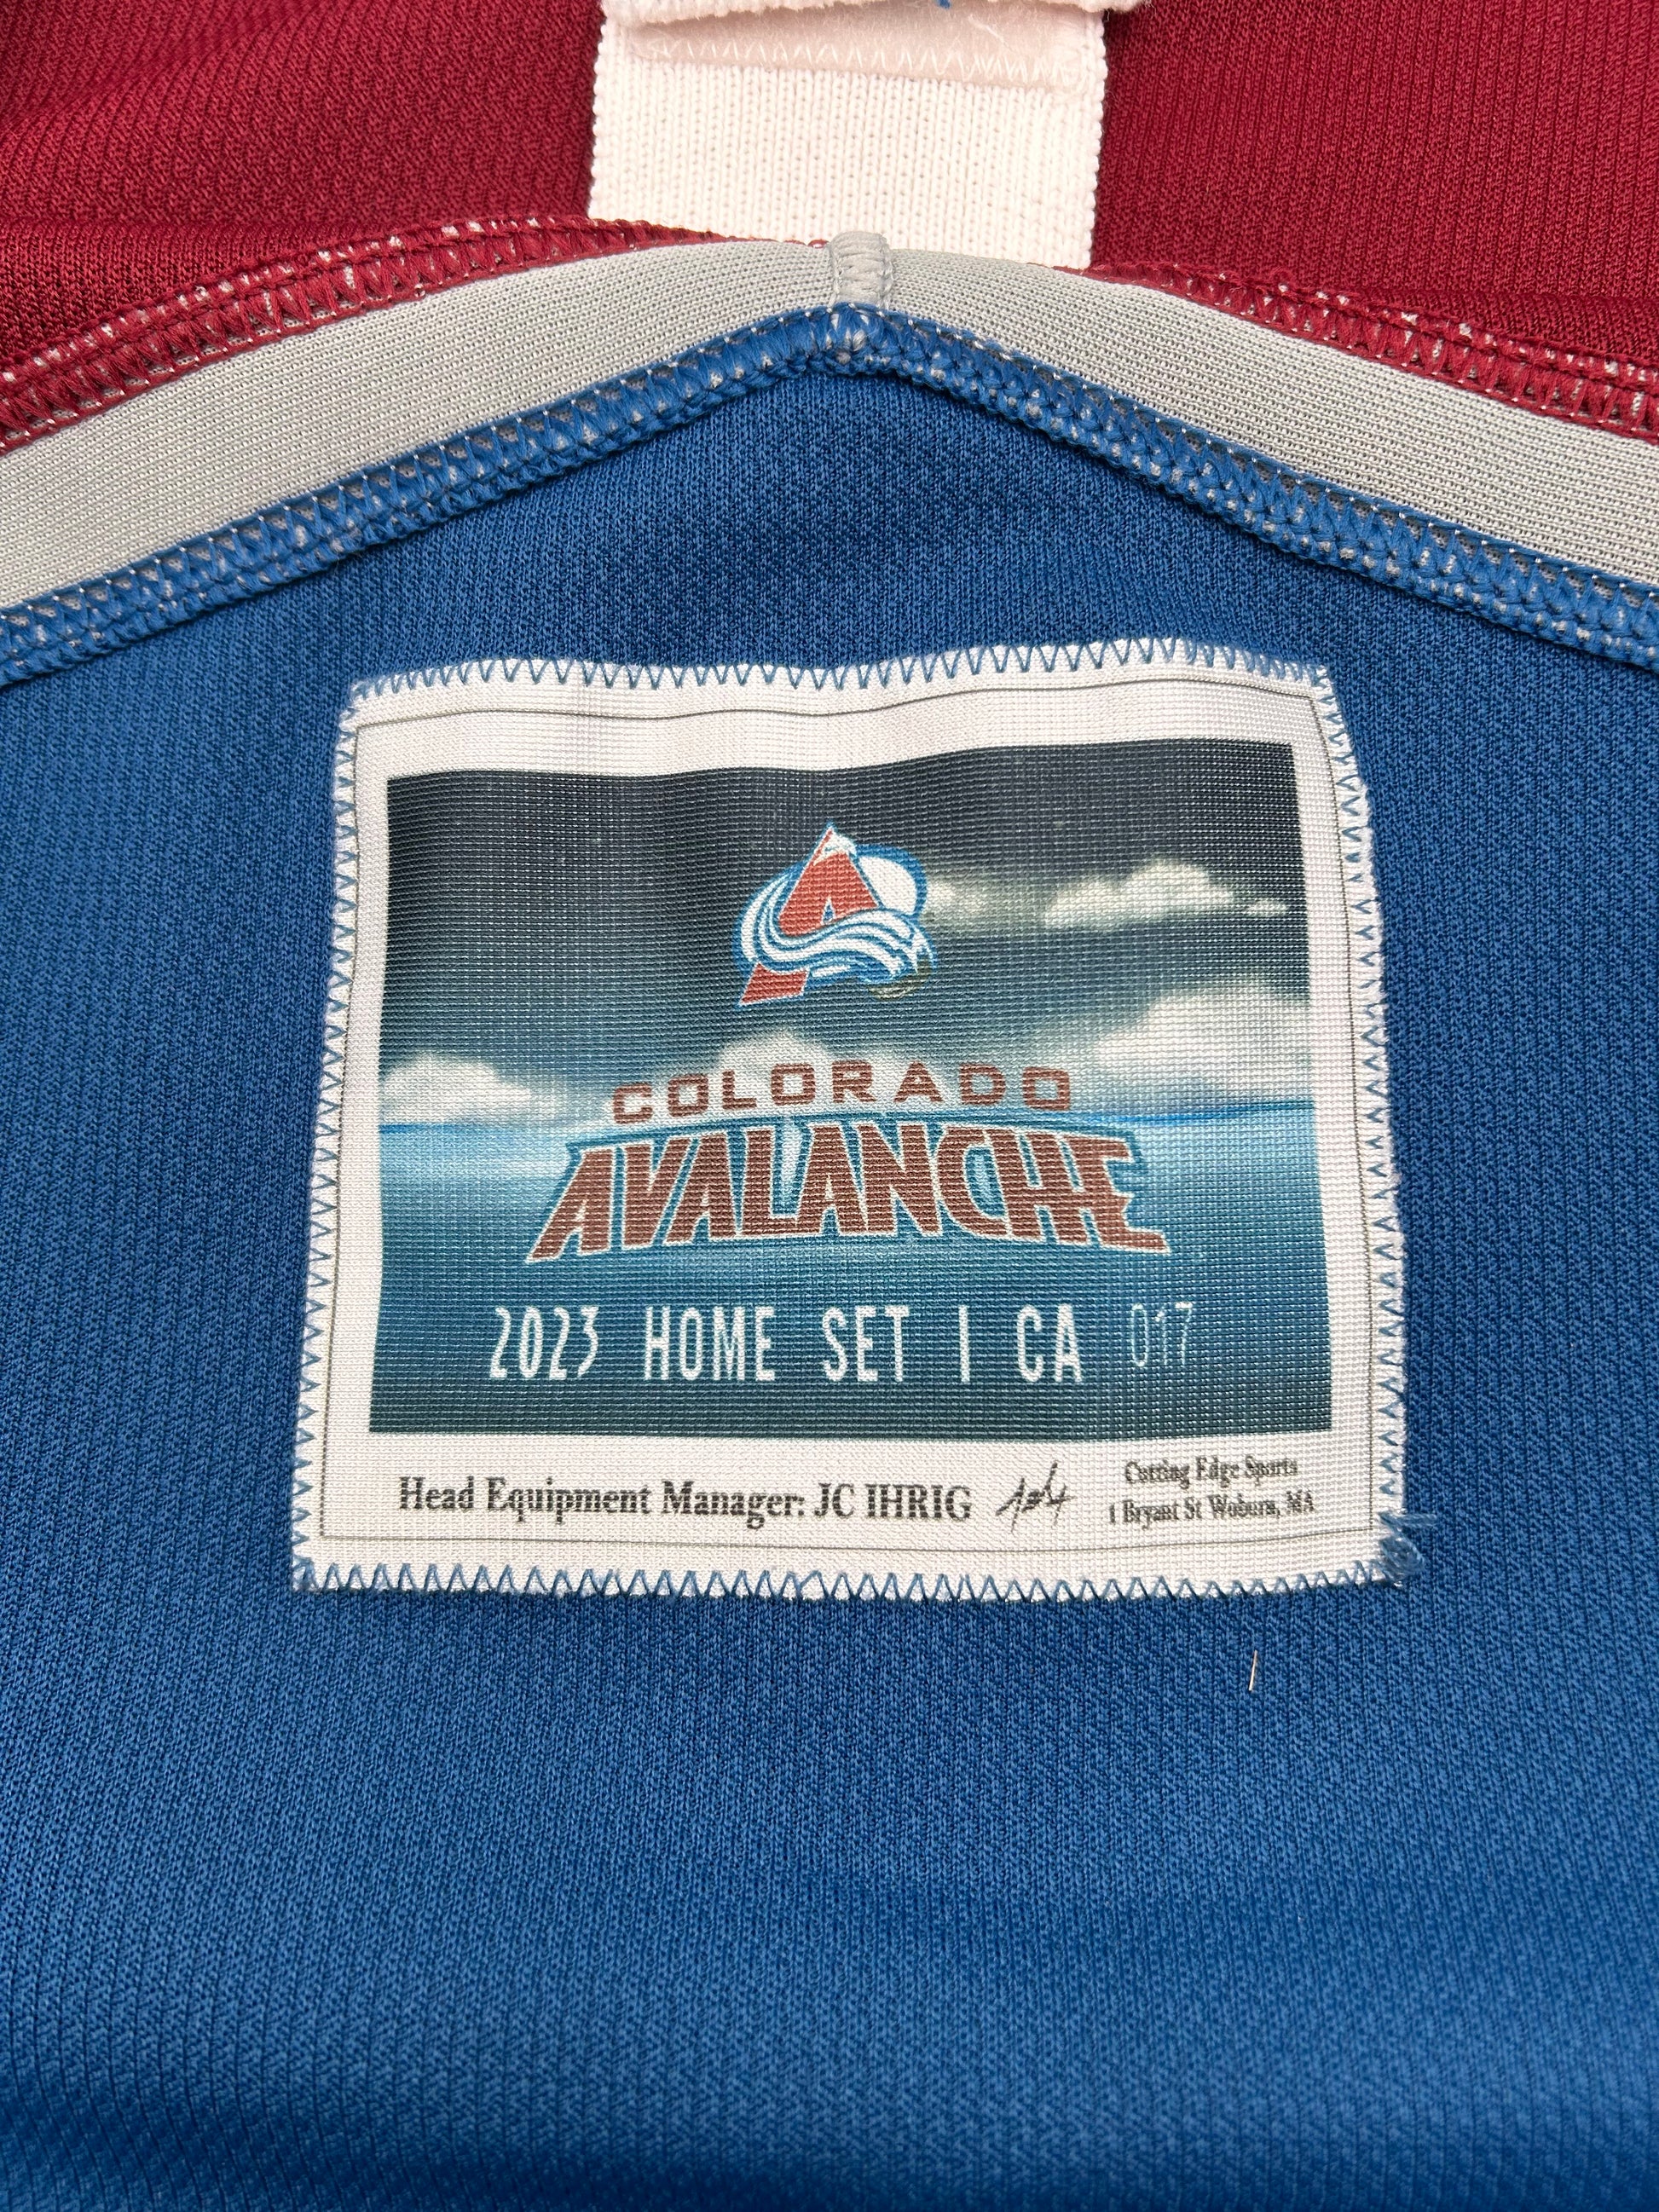 COLORADO
AVALANCHE
2023 HOME SET I CA 017
Head Equipment Manager: JC IHRIG
Cutting Edge Sports
1 Bryant St Woburn, MA